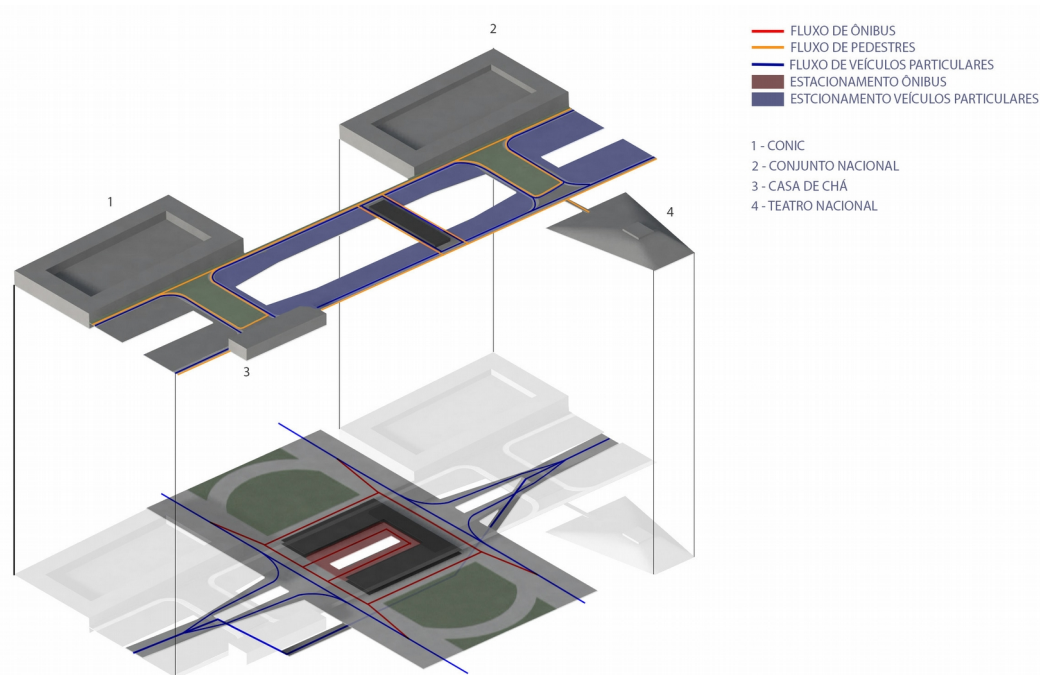 FLUXO DE ÔNIBUS
FLUXO DE PEDESTRES
FLUXO DE VEÍCULOS PARTICULARES
ESTACIONAMENTO ÔNIBUS
ESTCIONAMENTO VEÍCULOS PARTICULARES
1 - CONIC
2 - CONJUNTO NACIONAL
3 - CASA DE CHÁ
4 - TEATRO NACIONAL
2
1
4
3